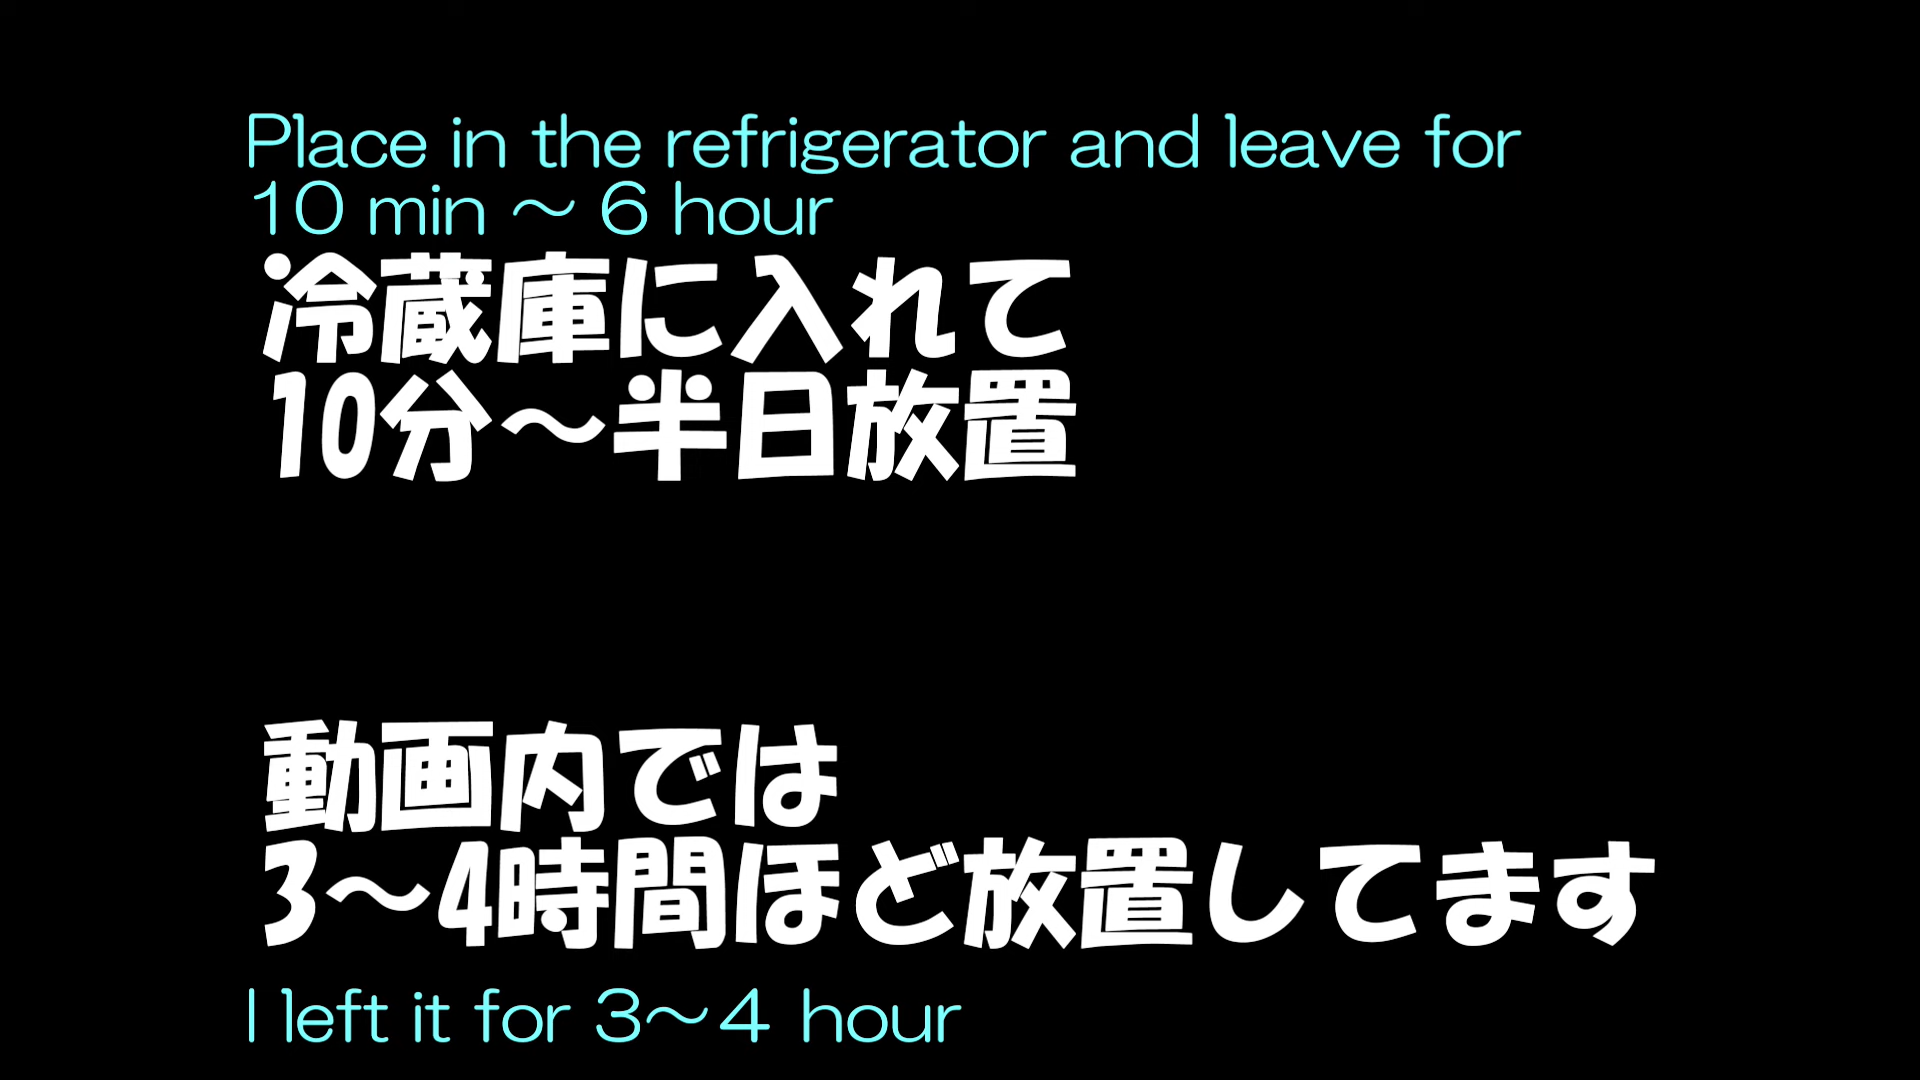 Place in the refrigerator and leave for
10 min ～ 6 hour
冷蔵庫に入れて
10分～半日放置
動画内では
3～4時間ほど放置してます
I left it for 3～4 hour